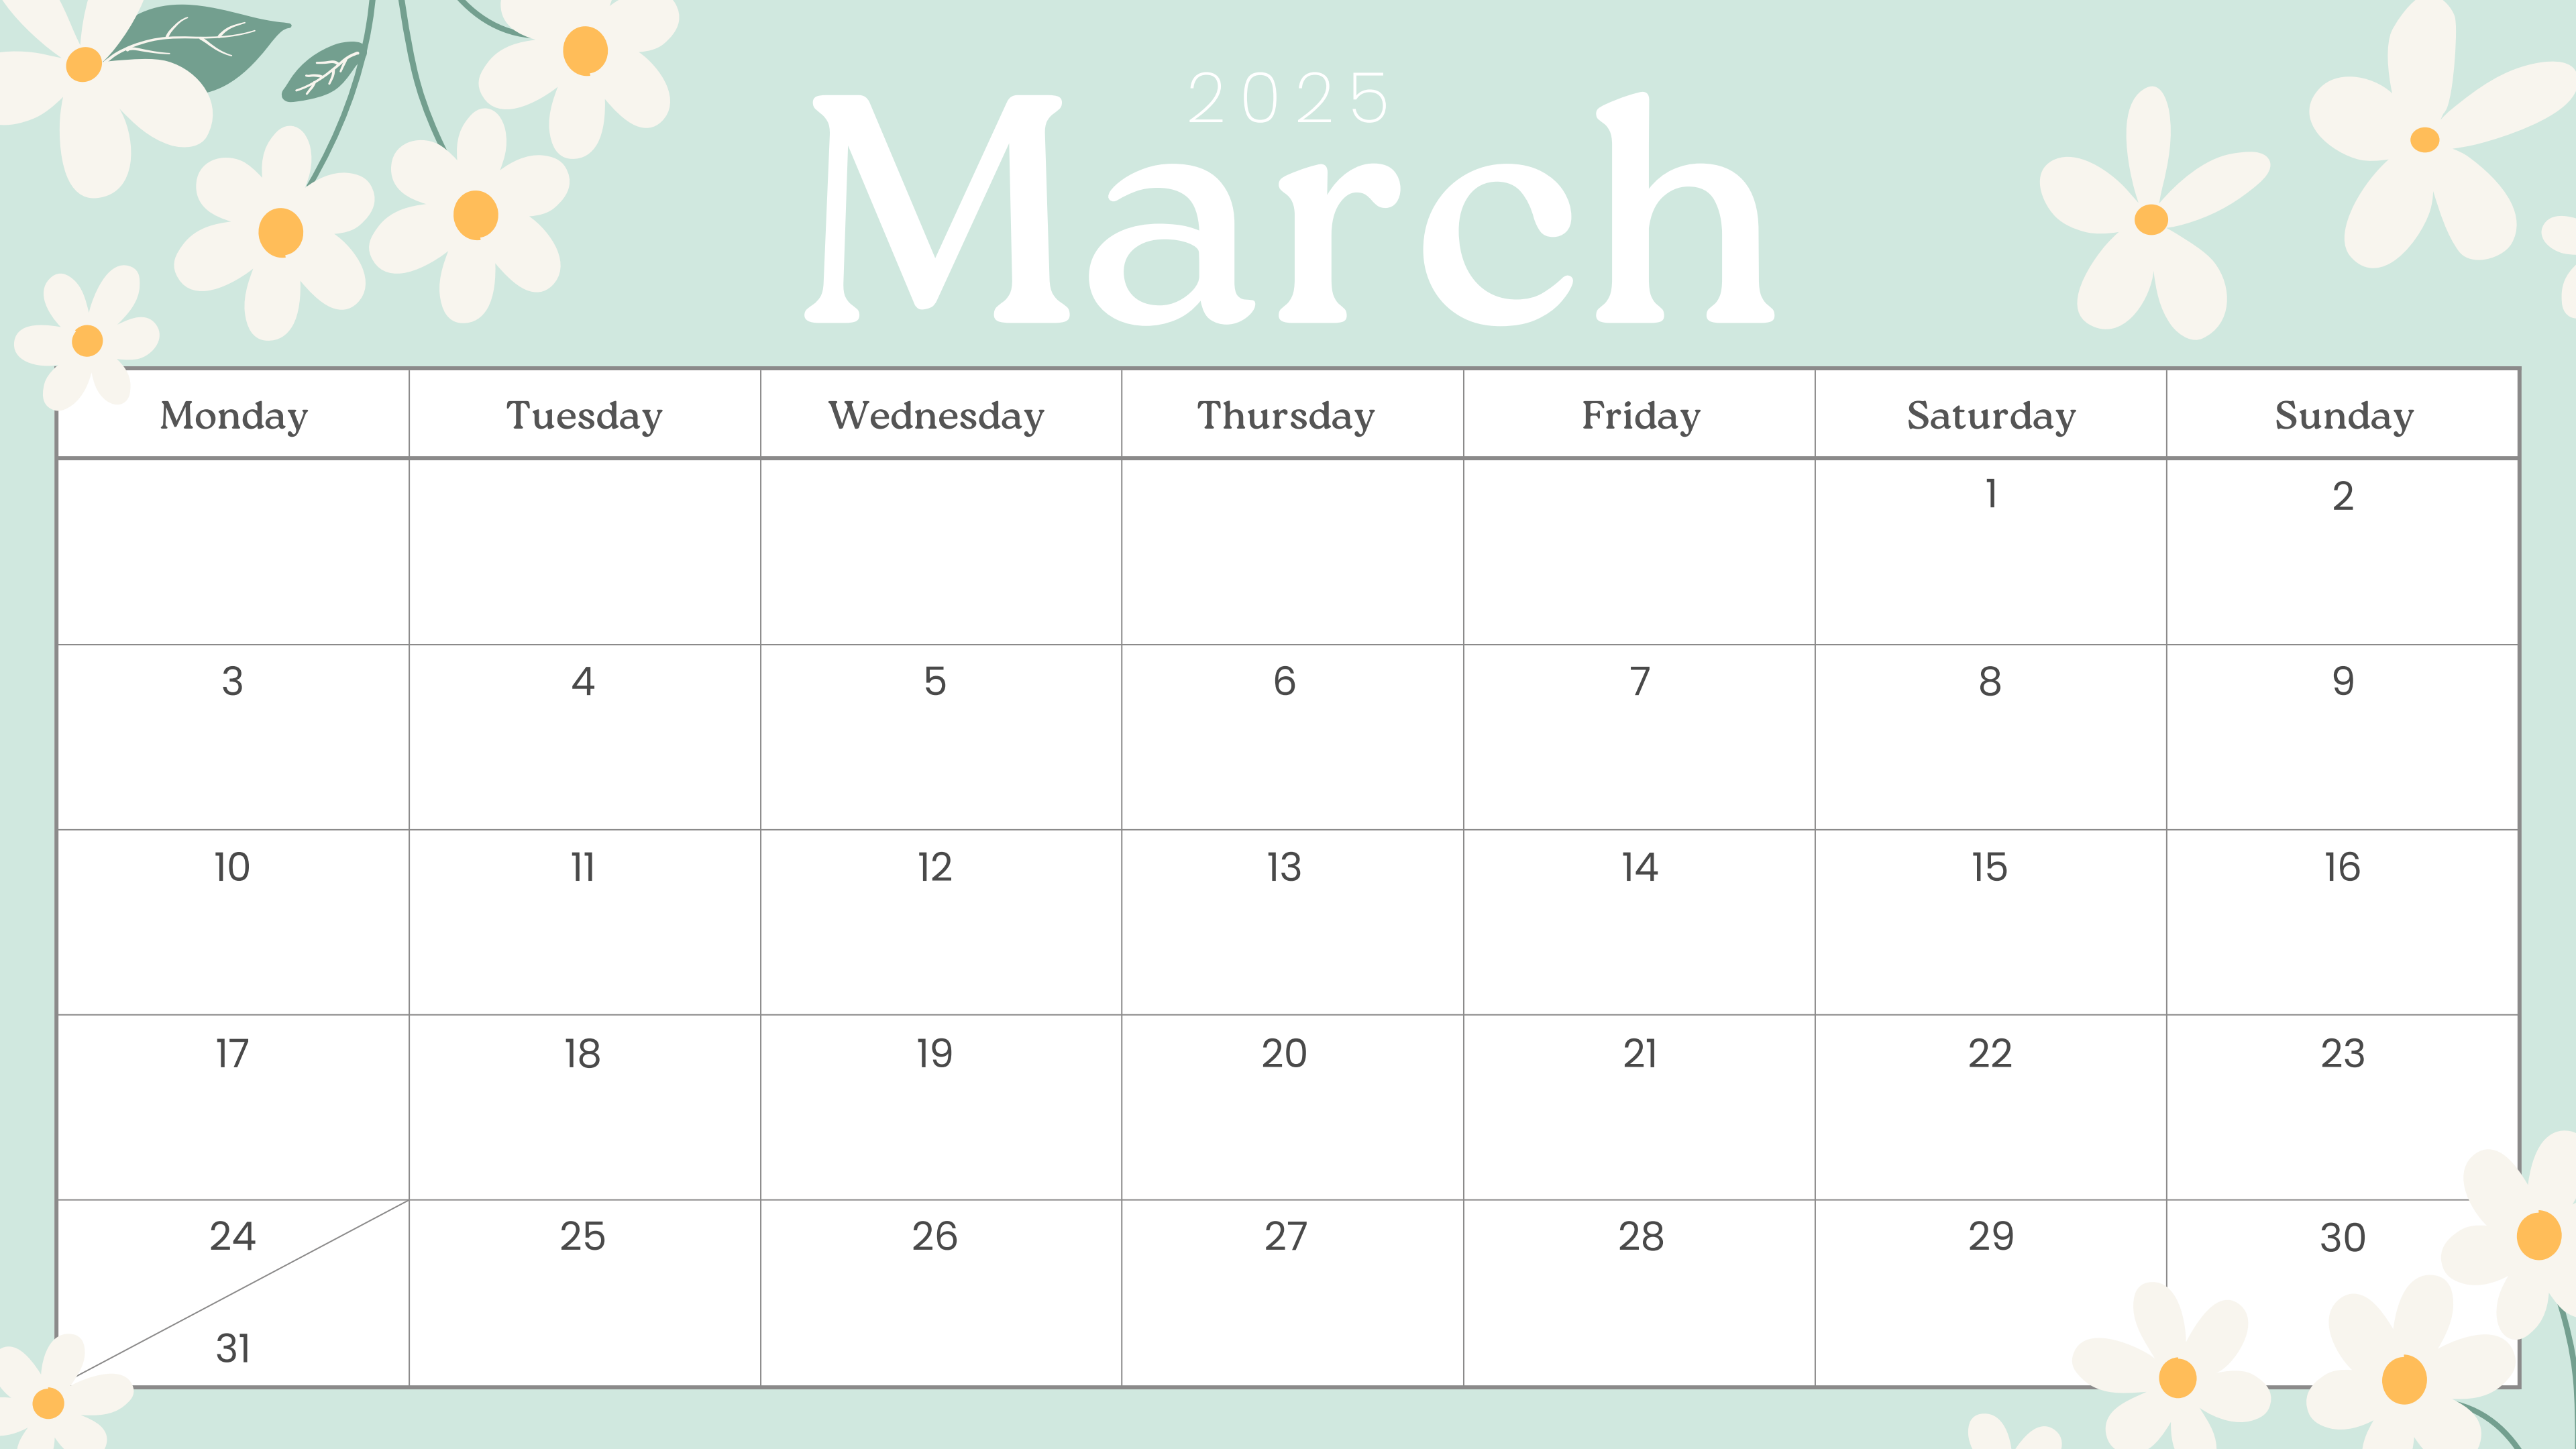 2025
March
Monday Tuesday Wednesday Thursday Friday Saturday Sunday
1 2
3 4 5 6 7 8 9
10 11 12 13 14 15 16
17 18 19 20 21 22 23
24 25 26 27 28 29 30
31